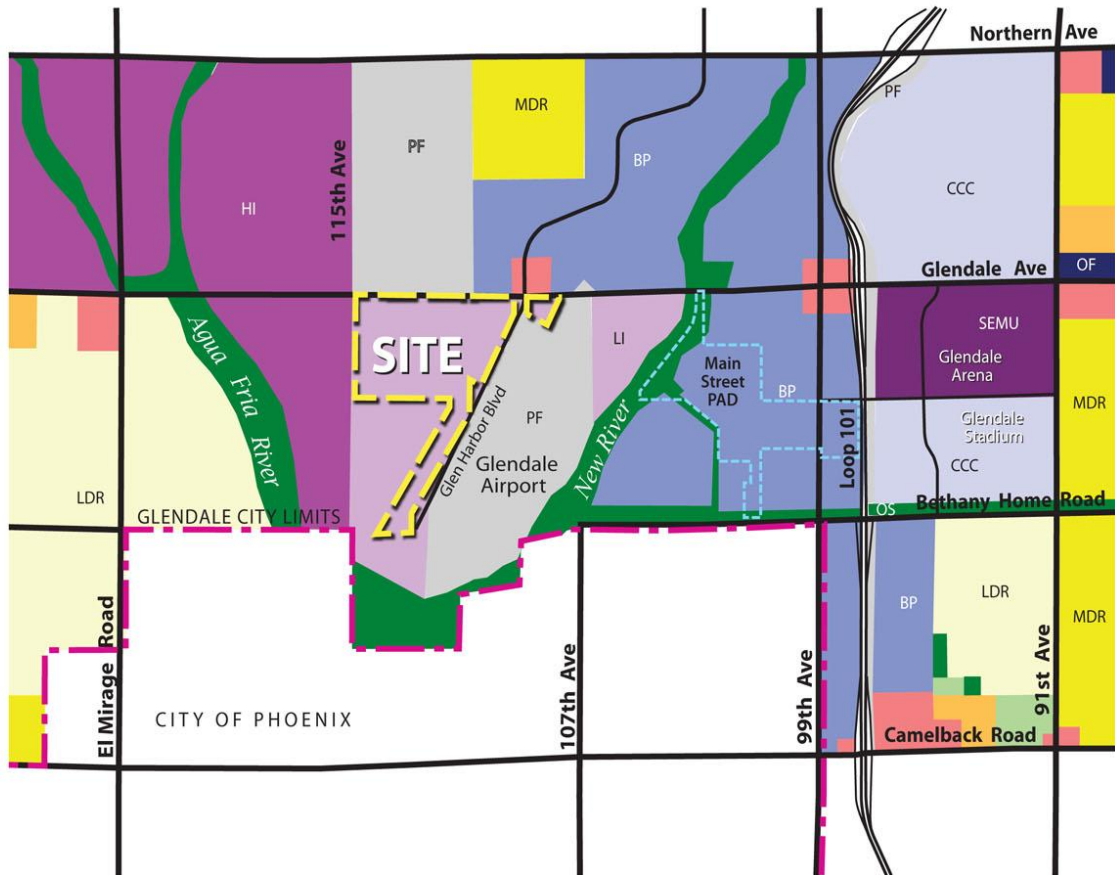 Northern Ave
PF
MDR
115th Ave
PF
BP
HI
CCC
OF
Glendale Ave
SITE
LI
SEMU
Glendale
Arena
Agua Fria River
Main
Street
PAD
BP
Glen Harbor Blvd
PF
MDR
Glendale
Airport
New River
Loop 101
Glendale
Stadium
CCC
LDR
GLENDALE CITY LIMITS
OS
Bethany Home Road
LDR
BP
MDR
El Mirage Road
107th Ave
99th Ave
91st Ave
CITY OF PHOENIX
Camelback Road